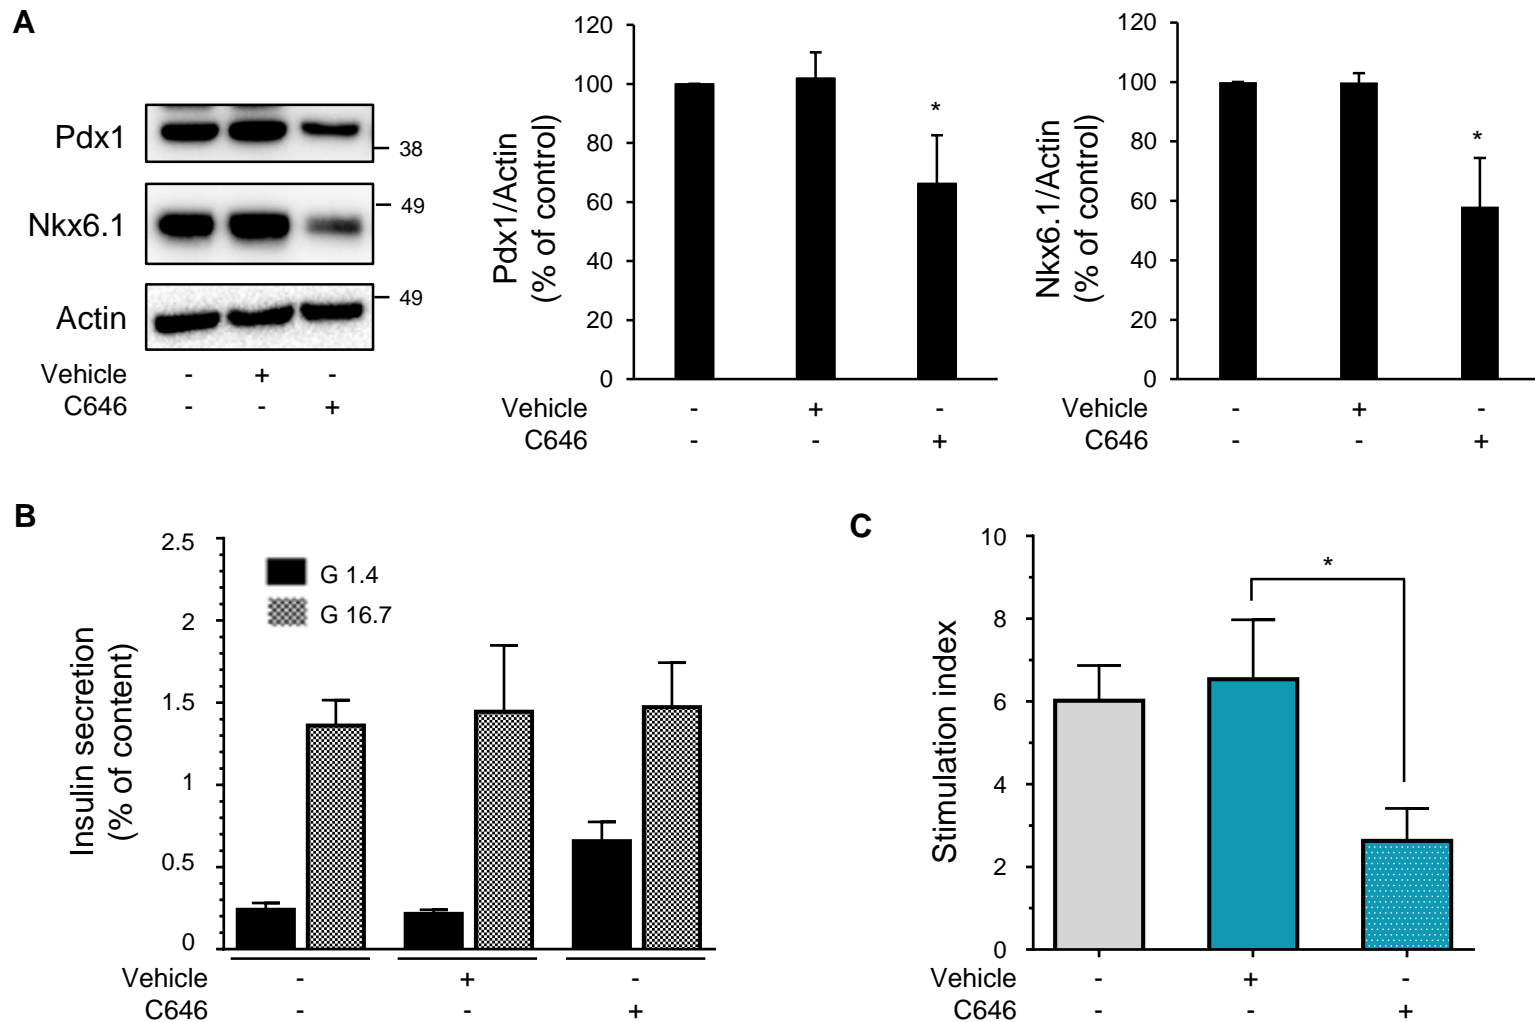 A
Pdx1
38
Nkx6.1
49
Actin
49
Vehicle - + -
C646 - - +
Pdx1/Actin
(% of control)
120
100
80
60
40
20
0
*
Vehicle - + -
C646 - - +
Nkx6.1/Actin
(% of control)
120
100
80
60
40
20
0
*
Vehicle - + -
C646 - - +
B
Insulin secretion
(% of content)
2.5
2
1.5
1
0.5
0
G 1.4
G 16.7
Vehicle - + -
C646 - - +
C
Stimulation index
10
8
6
4
2
0
*
Vehicle - + -
C646 - - +